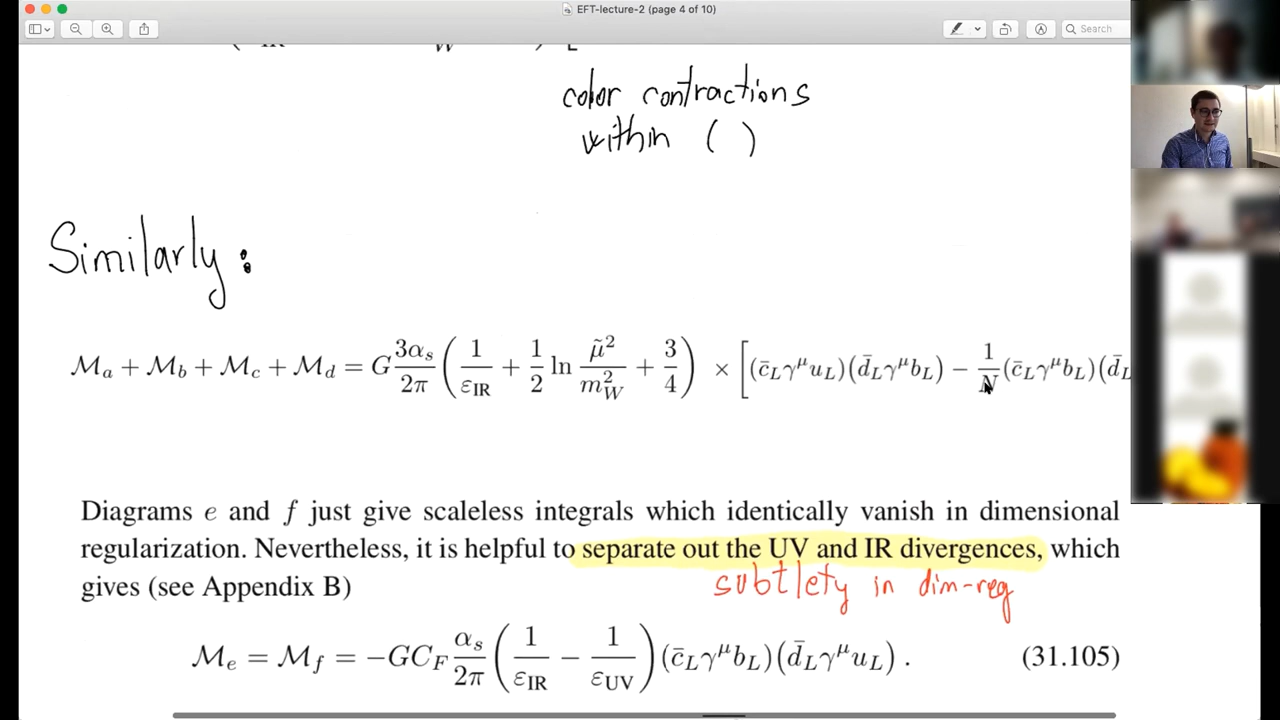 EFT-lecture-2 (page 4 of 10)
Search
IR W L
color contractions
within ( )
Similarly:
ℳ_a + ℳ_b + ℳ_c + ℳ_d = G 3α_s/2π ( 1/ε_IR + 1/2 ln μ̃²/m_W² + 3/4 ) × [ (c̄_L γ^μ u_L)(d̄_L γ^μ b_L) − 1/N (c̄_L γ^μ b_L)(d̄_L
Diagrams e and f just give scaleless integrals which identically vanish in dimensional
regularization. Nevertheless, it is helpful to separate out the UV and IR divergences, which
gives (see Appendix B)
subtlety in dim-reg
ℳ_e = ℳ_f = −GC_F α_s/2π ( 1/ε_IR − 1/ε_UV ) (c̄_L γ^μ b_L)(d̄_L γ^μ u_L) . (31.105)